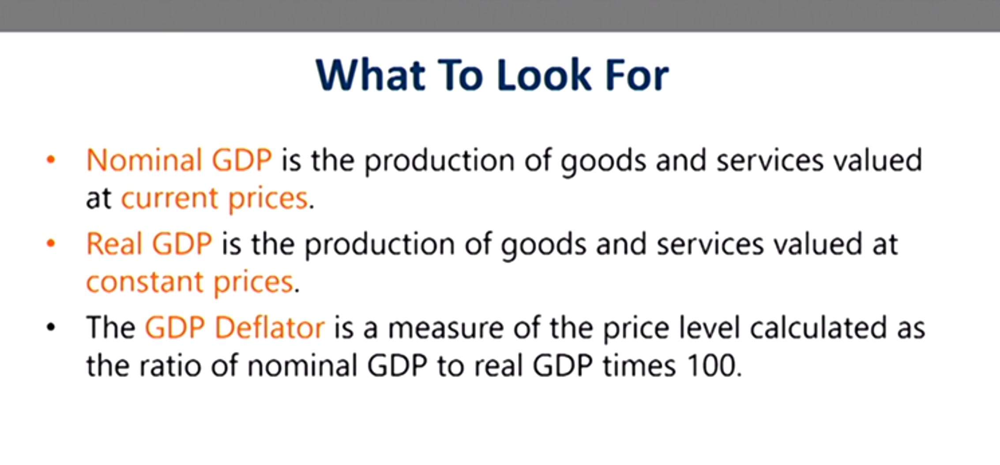 What To Look For
• Nominal GDP is the production of goods and services valued
at current prices.
• Real GDP is the production of goods and services valued at
constant prices.
• The GDP Deflator is a measure of the price level calculated as
the ratio of nominal GDP to real GDP times 100.